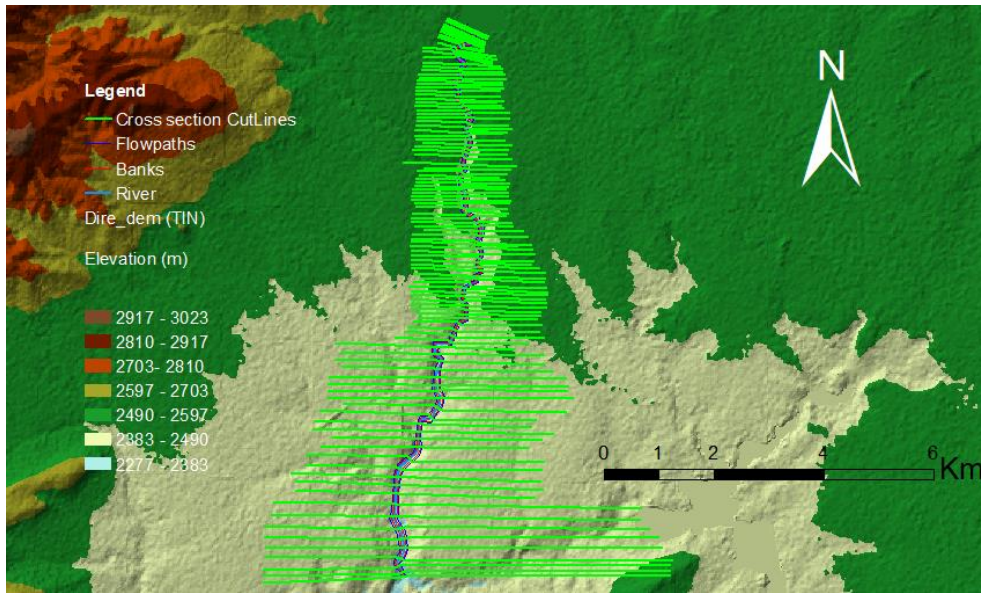 N
Legend
Cross section CutLines
Flowpaths
Banks
River
Dire_dem (TIN)
Elevation (m)
2917 - 3023
2810 - 2917
2703- 2810
2597 - 2703
2490 - 2597
2383 - 2490
2277 - 2383
0 2 4 6
Km